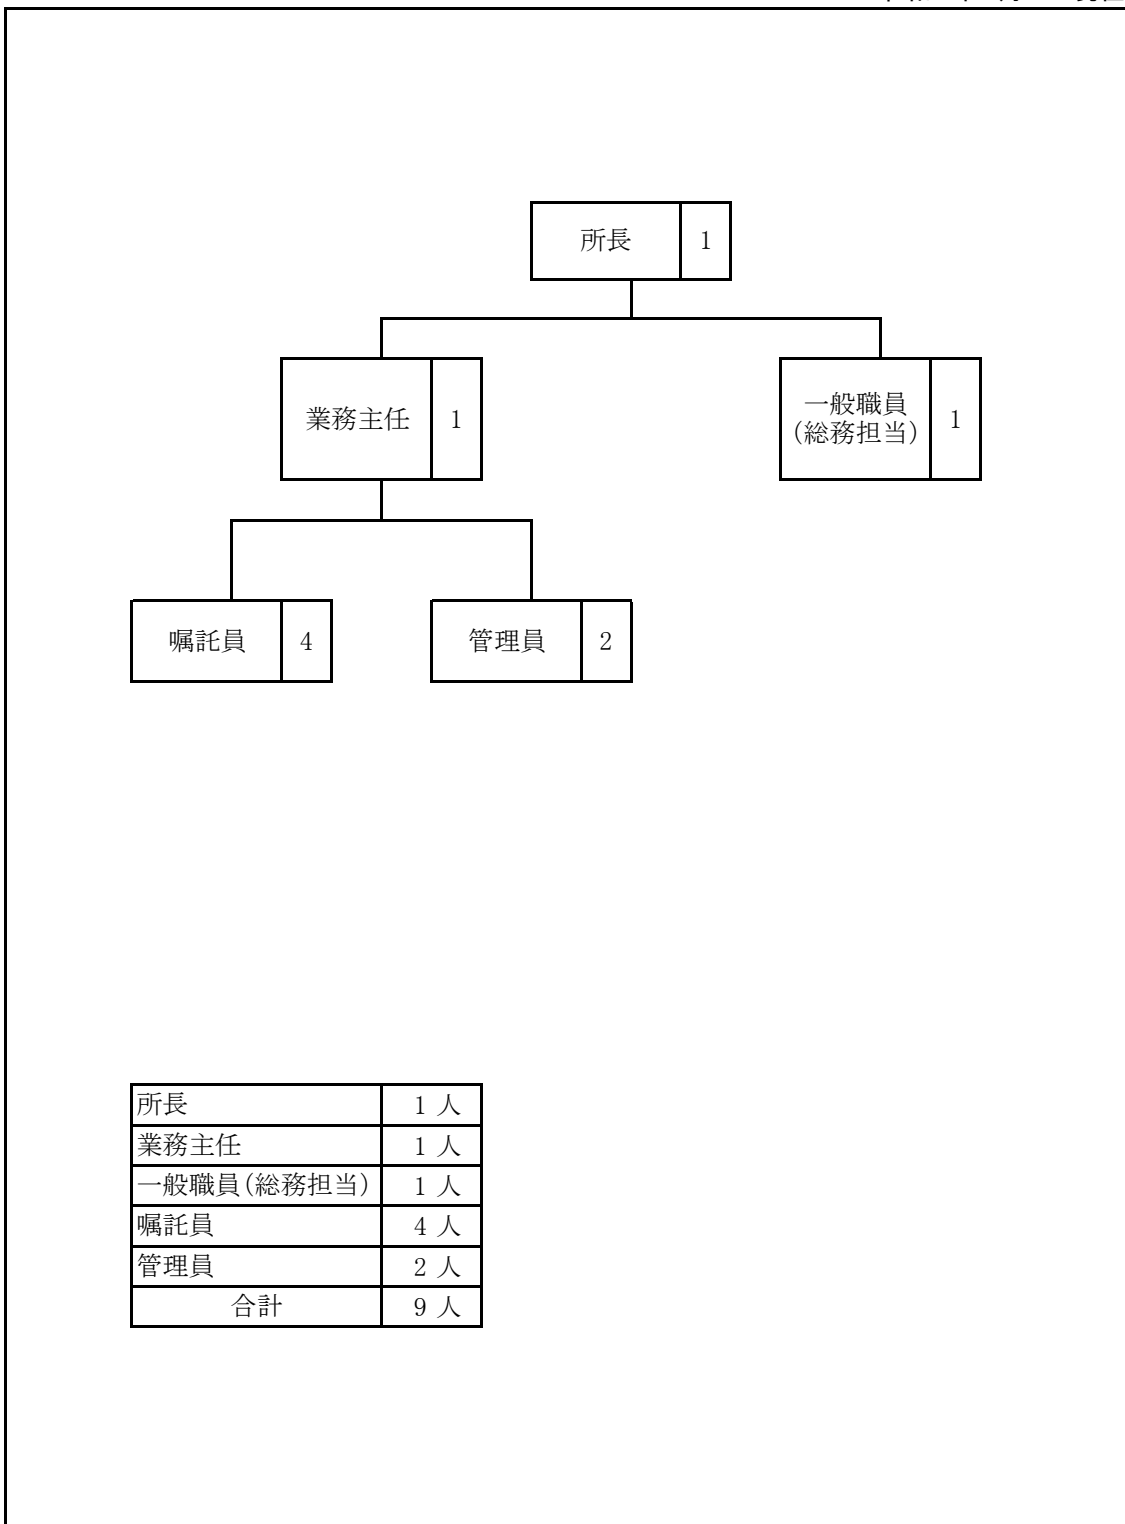 所長 1
業務主任 1
一般職員
(総務担当) 1
嘱託員 4
管理員 2
所長 1 人
業務主任 1 人
一般職員(総務担当) 1 人
嘱託員 4 人
管理員 2 人
合計 9 人